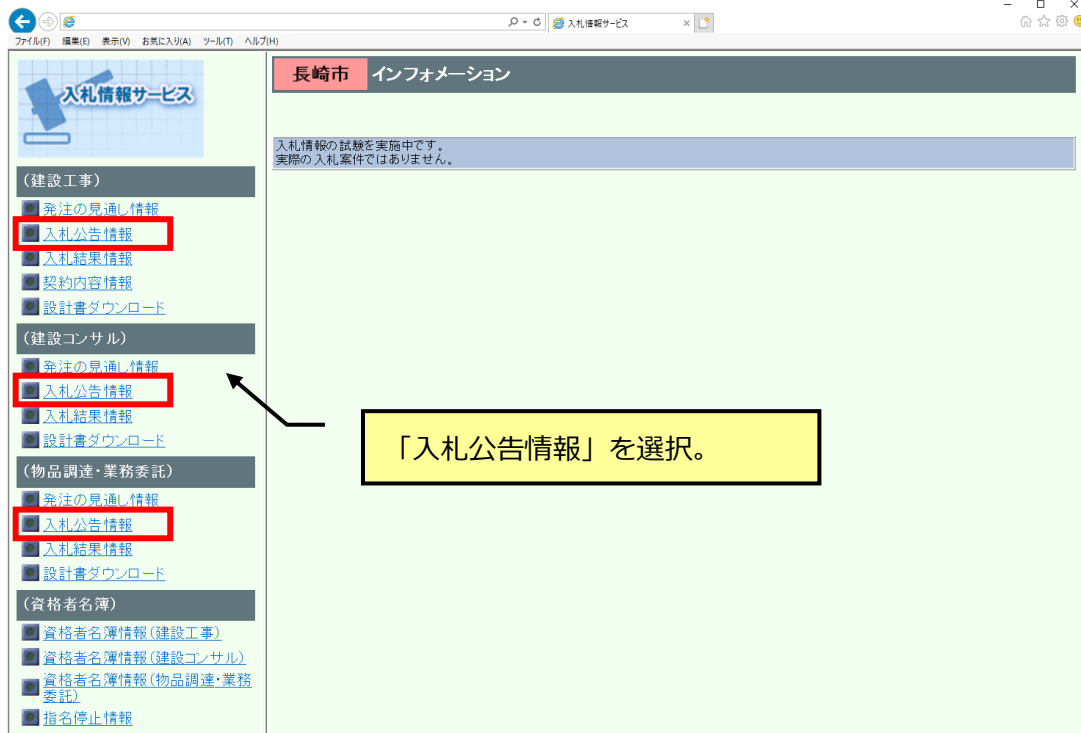 入札情報サービス
ファイル(F) 編集(E) 表示(V) お気に入り(A) ツール(T) ヘルプ(H)
入札情報サービス
長崎市 インフォメーション
入札情報の試験を実施中です。
実際の入札案件ではありません。
(建設工事)
発注の見通し情報
入札公告情報
入札結果情報
契約内容情報
設計書ダウンロード
(建設コンサル)
発注の見通し情報
入札公告情報
入札結果情報
設計書ダウンロード
「入札公告情報」を選択。
(物品調達・業務委託)
発注の見通し情報
入札公告情報
入札結果情報
設計書ダウンロード
(資格者名簿)
資格者名簿情報(建設工事)
資格者名簿情報(建設コンサル)
資格者名簿情報(物品調達・業務
委託)
指名停止情報